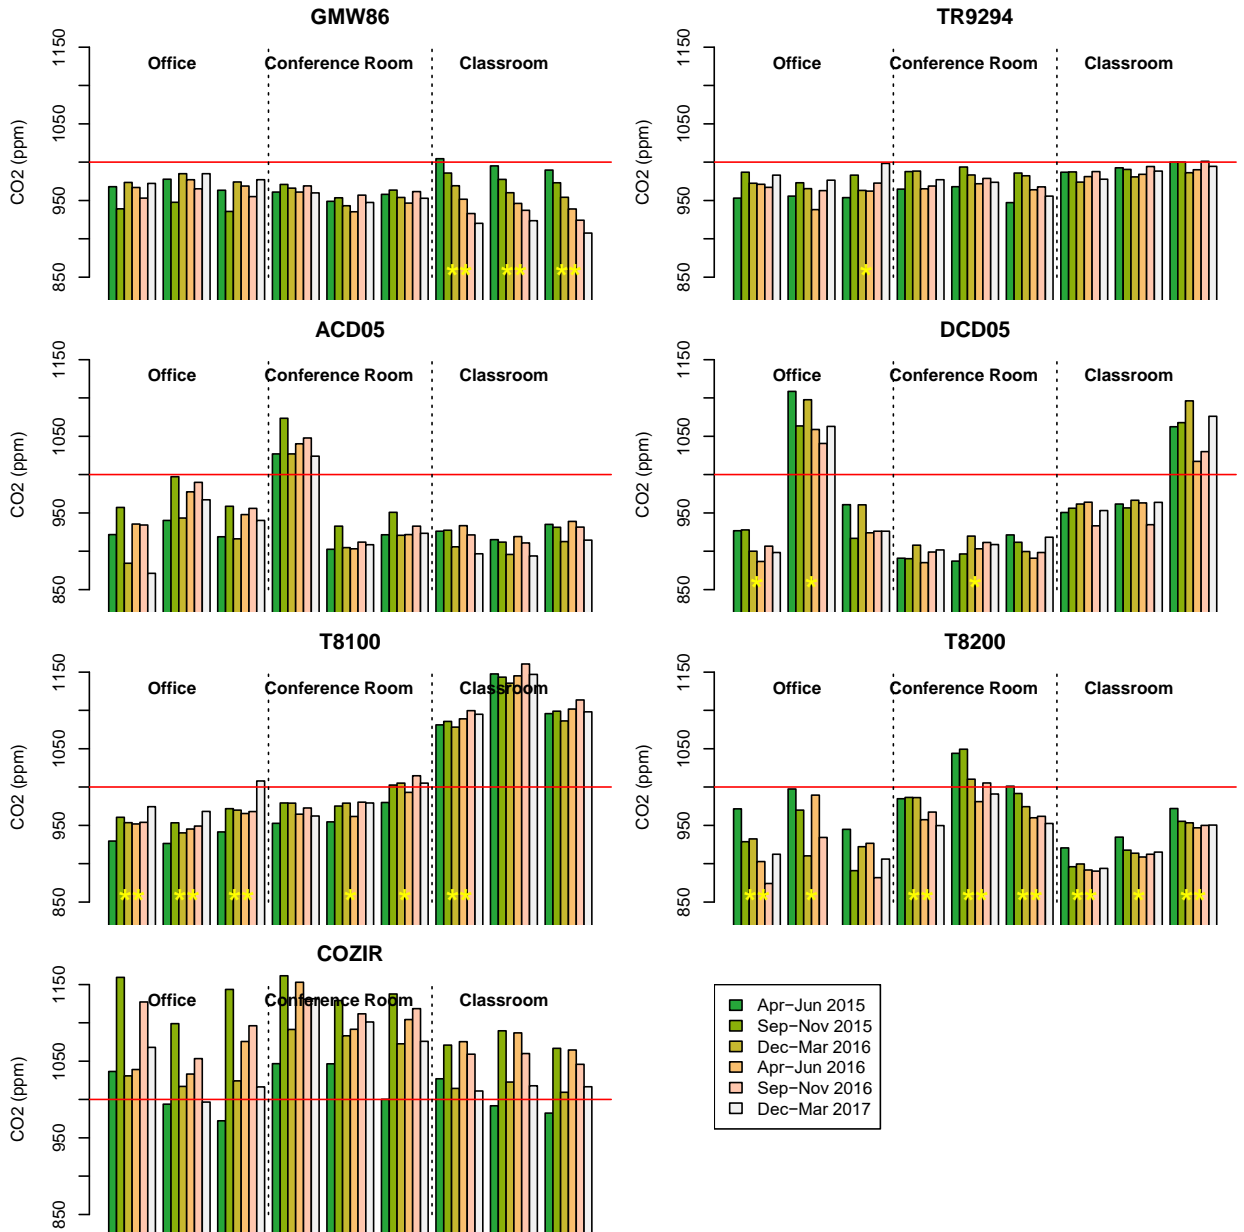 GMW86
CO2 (ppm)
850 950 1050 1150
Office Conference Room Classroom
** ** **
TR9294
CO2 (ppm)
850 950 1050 1150
Office Conference Room Classroom
*
ACD05
CO2 (ppm)
850 950 1050 1150
Office Conference Room Classroom
DCD05
CO2 (ppm)
850 950 1050 1150
Office Conference Room Classroom
* * *
T8100
CO2 (ppm)
850 950 1050 1150
Office Conference Room Classroom
** ** ** * * **
T8200
CO2 (ppm)
850 950 1050 1150
Office Conference Room Classroom
** * ** ** ** ** * **
COZIR
CO2 (ppm)
850 950 1050 1150
Office Conference Room Classroom
Apr−Jun 2015
Sep−Nov 2015
Dec−Mar 2016
Apr−Jun 2016
Sep−Nov 2016
Dec−Mar 2017